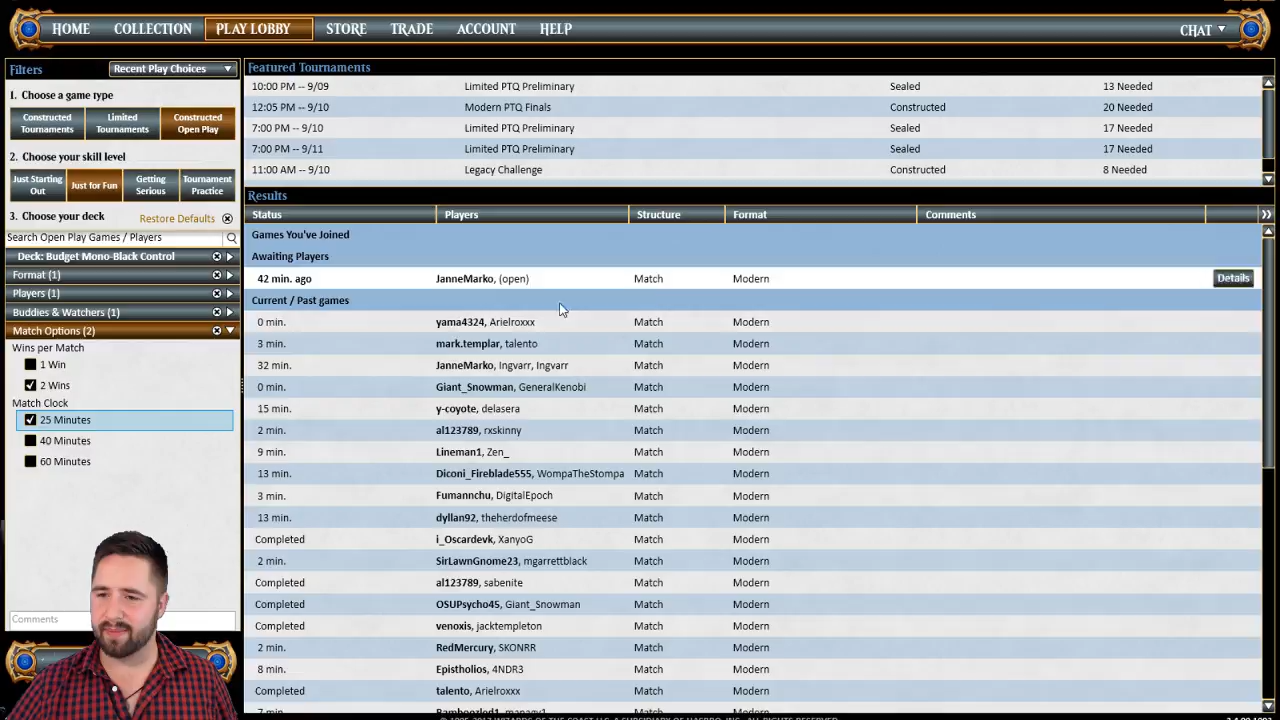 HOME COLLECTION PLAY LOBBY STORE TRADE ACCOUNT HELP CHAT
Filters Recent Play Choices
1. Choose a game type
Constructed Tournaments Limited Tournaments Constructed Open Play
2. Choose your skill level
Just Starting Out Just for Fun Getting Serious Tournament Practice
3. Choose your deck Restore Defaults
Search Open Play Games / Players
Deck: Budget Mono-Black Control
Format (1)
Players (1)
Buddies & Watchers (1)
Match Options (2)
Wins per Match
1 Win
2 Wins
Match Clock
25 Minutes
40 Minutes
60 Minutes
Comments
Featured Tournaments
10:00 PM -- 9/09 Limited PTQ Preliminary Sealed 13 Needed
12:05 PM -- 9/10 Modern PTQ Finals Constructed 20 Needed
7:00 PM -- 9/10 Limited PTQ Preliminary Sealed 17 Needed
7:00 PM -- 9/11 Limited PTQ Preliminary Sealed 17 Needed
11:00 AM -- 9/10 Legacy Challenge Constructed 8 Needed
Results
Status Players Structure Format Comments
Games You've Joined
Awaiting Players
42 min. ago JanneMarko, (open) Match Modern Details
Current / Past games
0 min. yama4324, Arielroxxx Match Modern
3 min. mark.templar, talento Match Modern
32 min. JanneMarko, Ingvarr, Ingvarr Match Modern
0 min. Giant_Snowman, GeneralKenobi Match Modern
15 min. y-coyote, delasera Match Modern
2 min. al123789, rxskinny Match Modern
9 min. Lineman1, Zen_ Match Modern
13 min. Diconi_Fireblade555, WompaTheStompa Match Modern
3 min. Fumannchu, DigitalEpoch Match Modern
13 min. dyllan92, theherdofmeese Match Modern
Completed i_Oscardevk, XanyoG Match Modern
2 min. SirLawnGnome23, mgarrettblack Match Modern
Completed al123789, sabenite Match Modern
Completed OSUPsycho45, Giant_Snowman Match Modern
Completed venoxis, jacktempleton Match Modern
2 min. RedMercury, SKONRR Match Modern
8 min. Epistholios, 4NDR3 Match Modern
Completed talento, Arielroxxx Match Modern